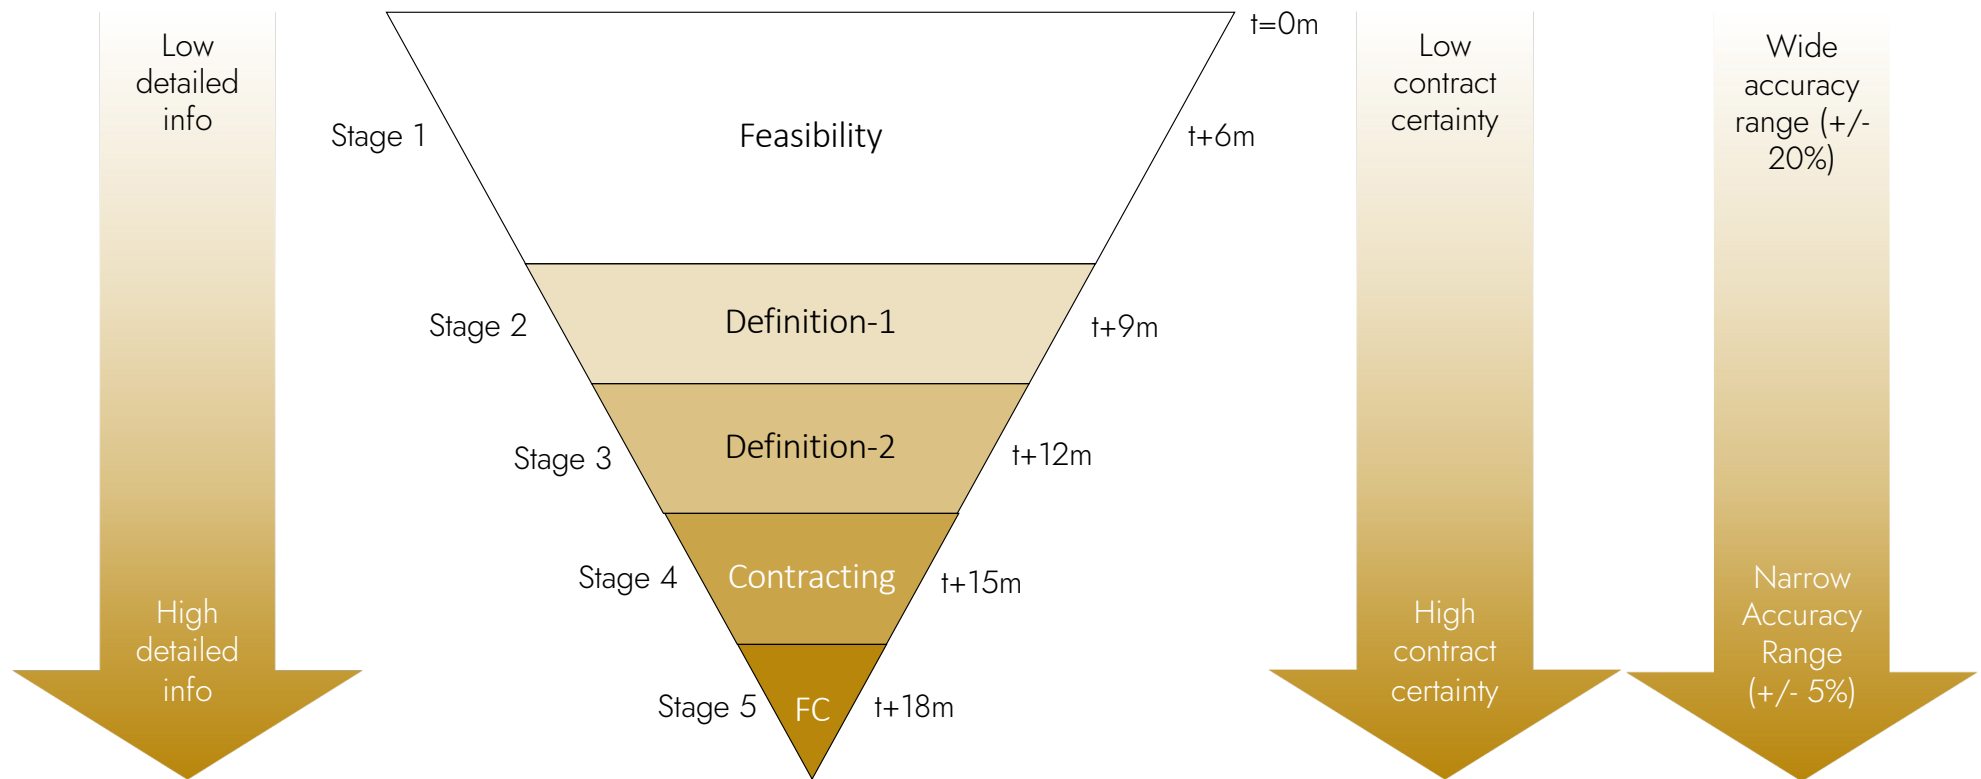 Low
detailed
info
High
detailed
info
Stage 1
Feasibility
t=0m
t+6m
Stage 2
Definition-1
t+9m
Stage 3
Definition-2
t+12m
Stage 4
Contracting
t+15m
Stage 5
FC
t+18m
Low
contract
certainty
High
contract
certainty
Wide
accuracy
range (+/-
20%)
Narrow
Accuracy
Range
(+/- 5%)